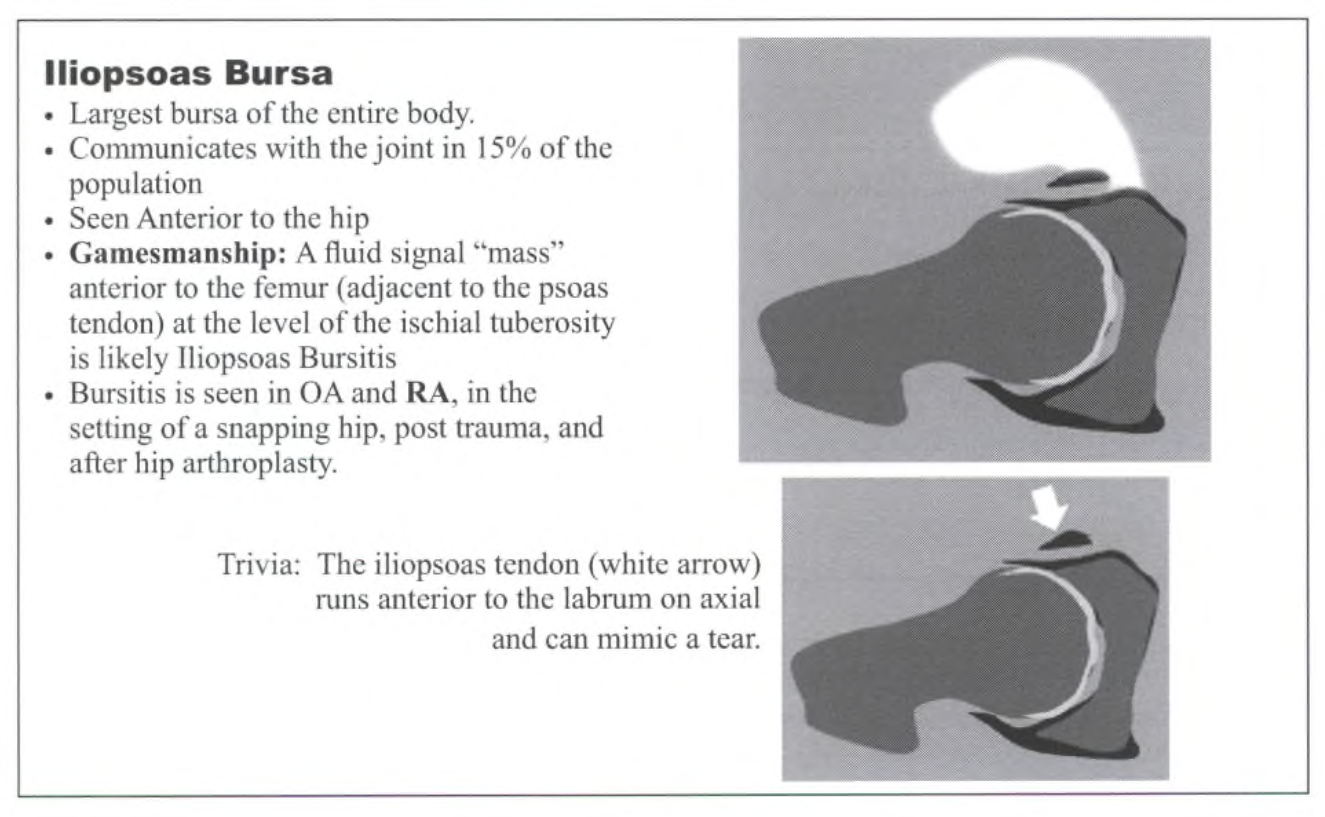 Iliopsoas Bursa
• Largest bursa of the entire body.
• Communicates with the joint in 15% of the
population
• Seen Anterior to the hip
• Gamesmanship: A fluid signal “mass”
anterior to the femur (adjacent to the psoas
tendon) at the level of the ischial tuberosity
is likely Iliopsoas Bursitis
• Bursitis is seen in OA and RA, in the
setting of a snapping hip, post trauma, and
after hip arthroplasty.
Trivia: The iliopsoas tendon (white arrow)
runs anterior to the labrum on axial
and can mimic a tear.